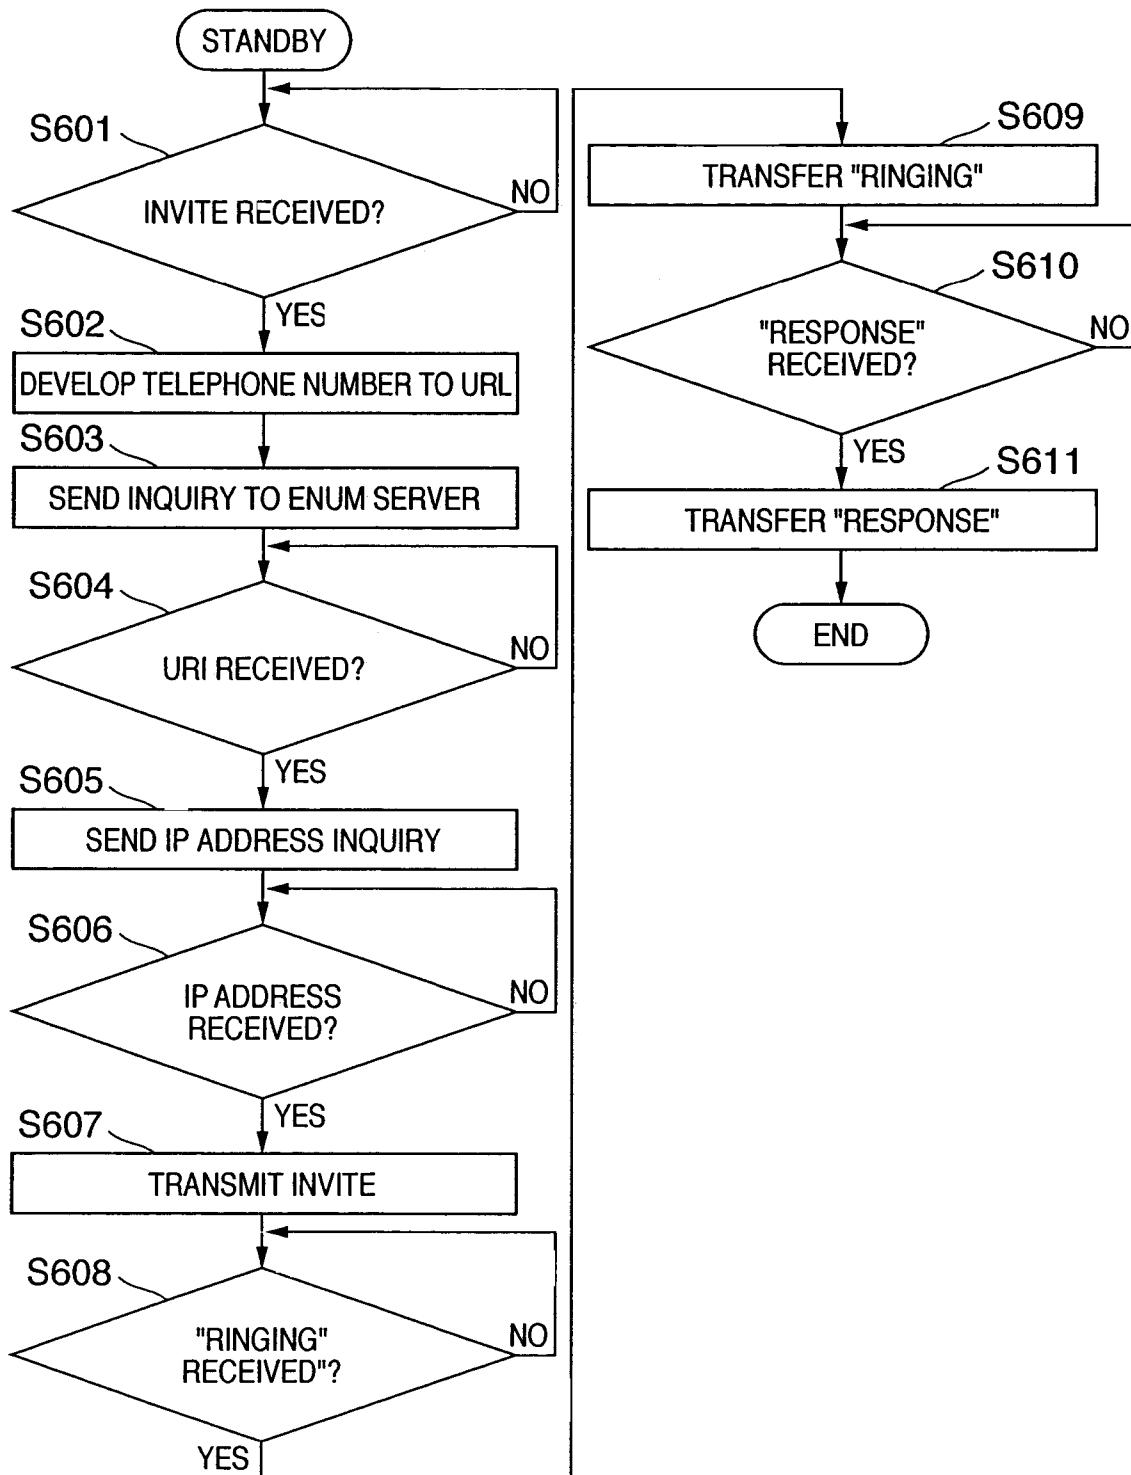 STANDBY
S601
INVITE RECEIVED?
NO
YES
S602
DEVELOP TELEPHONE NUMBER TO URL
S603
SEND INQUIRY TO ENUM SERVER
S604
URI RECEIVED?
NO
YES
S605
SEND IP ADDRESS INQUIRY
S606
IP ADDRESS
RECEIVED?
NO
YES
S607
TRANSMIT INVITE
S608
"RINGING"
RECEIVED"?
NO
YES
S609
TRANSFER "RINGING"
S610
"RESPONSE"
RECEIVED?
NO
YES
S611
TRANSFER "RESPONSE"
END